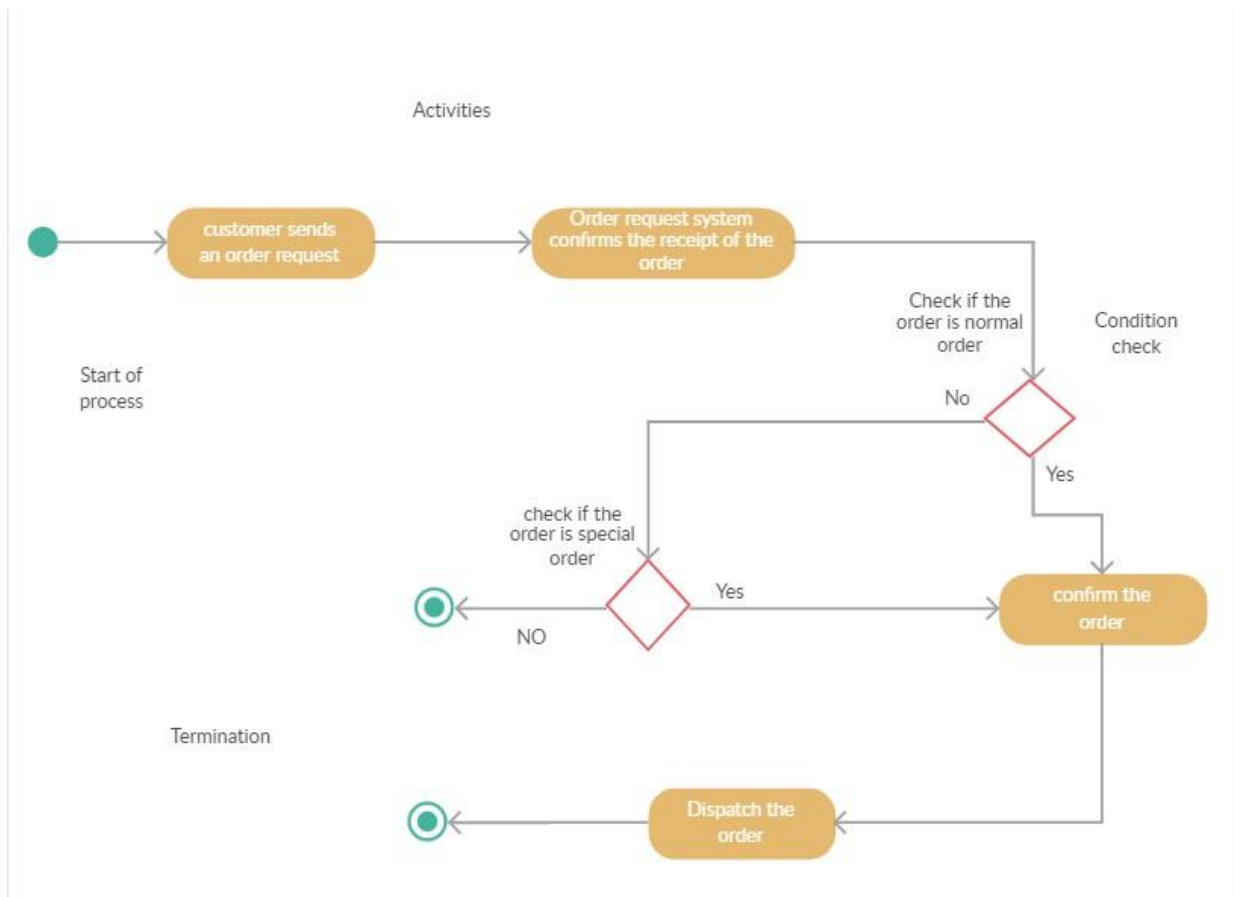 Activities
customer sends
an order request
Order request system
confirms the receipt of the
order
Check if the
order is normal
order
Condition
check
Start of
process
No
Yes
check if the
order is special
order
Yes
NO
confirm the
order
Termination
Dispatch the
order